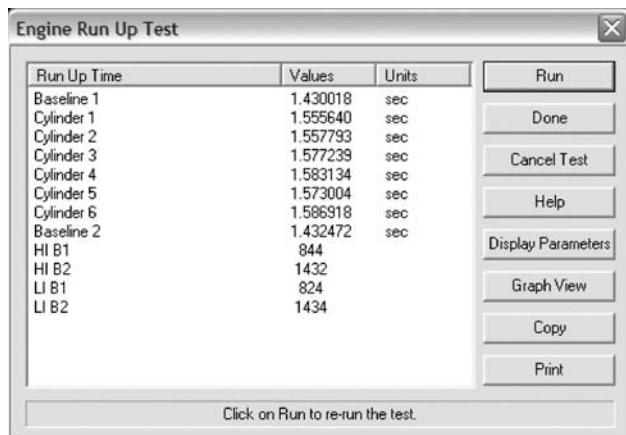 Engine Run Up Test
Run Up Time Values Units
Baseline 1 1.430018 sec
Cylinder 1 1.555640 sec
Cylinder 2 1.557793 sec
Cylinder 3 1.577239 sec
Cylinder 4 1.583134 sec
Cylinder 5 1.573004 sec
Cylinder 6 1.586918 sec
Baseline 2 1.432472 sec
HI B1 844
HI B2 1432
LI B1 824
LI B2 1434
Run
Done
Cancel Test
Help
Display Parameters
Graph View
Copy
Print
Click on Run to re-run the test.